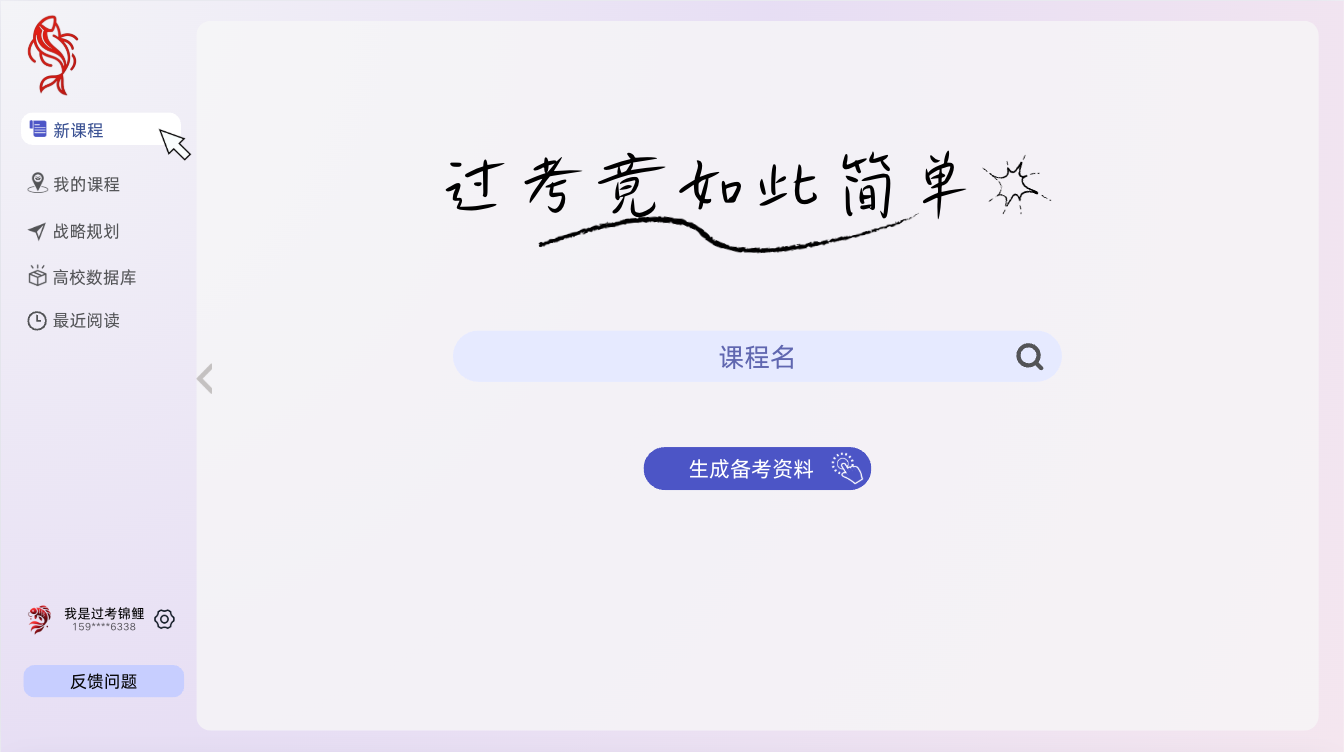 新课程
我的课程
战略规划
高校数据库
最近阅读
过考竟如此简单
课程名
生成备考资料
我是过考锦鲤
159****6338
反馈问题